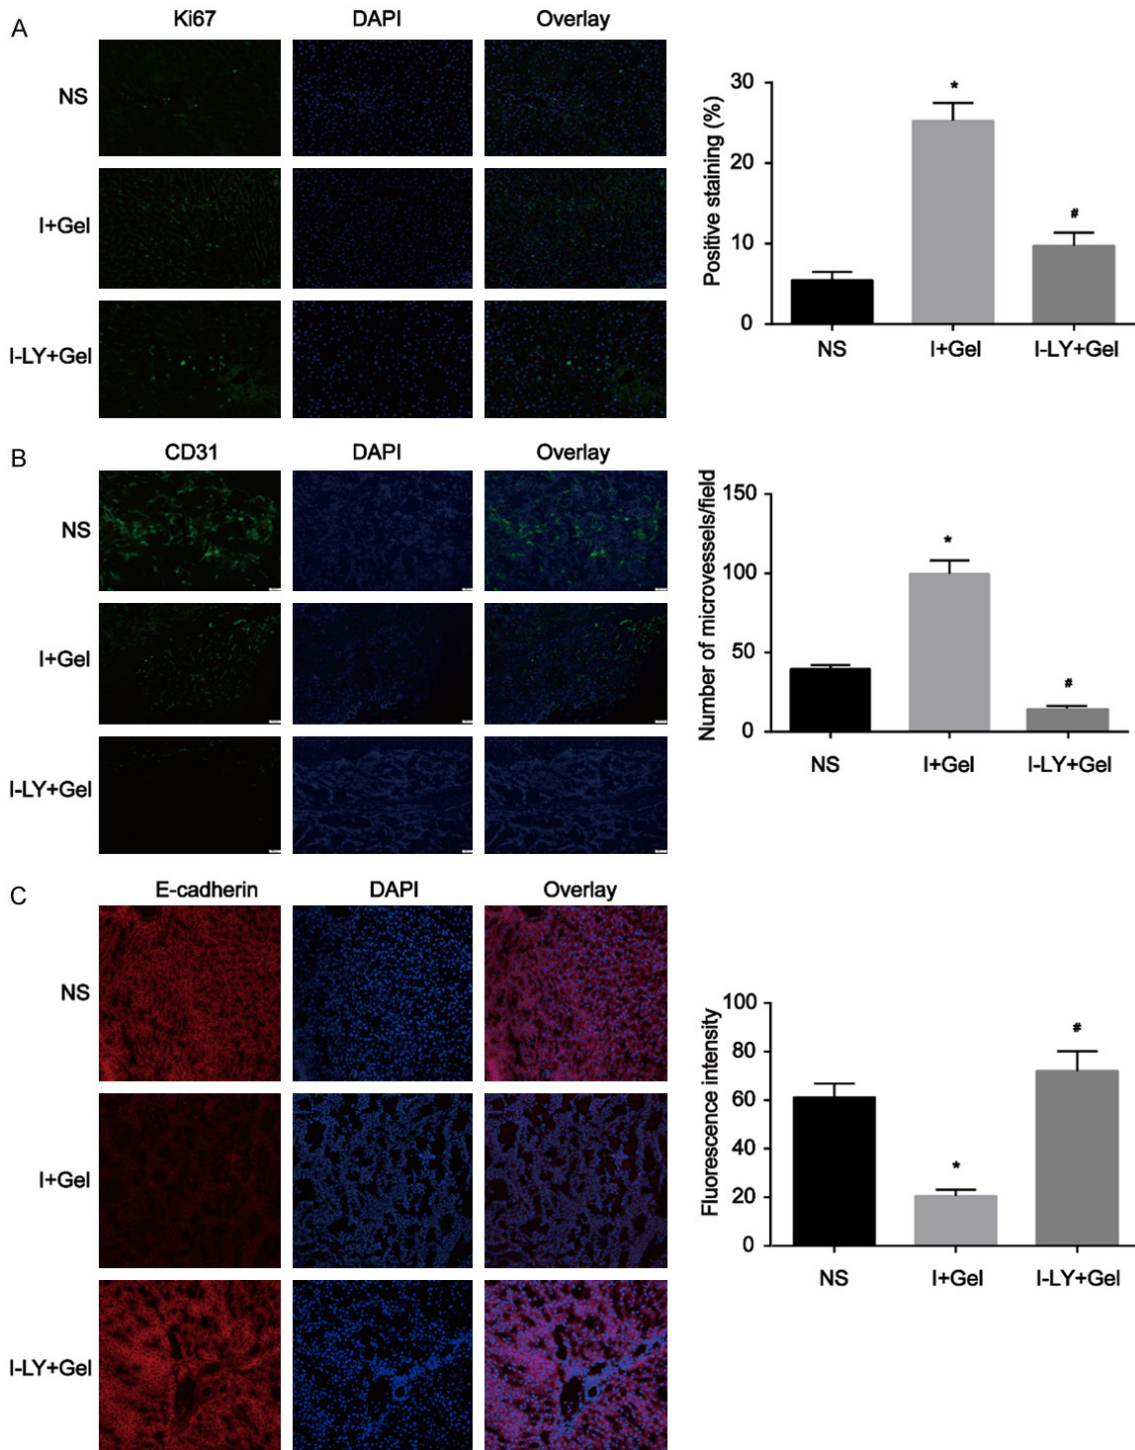 A
Ki67 DAPI Overlay
NS
I+Gel
I-LY+Gel
Positive staining (%)
30
20
10
0
*
#
NS I+Gel I-LY+Gel
B
CD31 DAPI Overlay
NS
I+Gel
I-LY+Gel
Number of microvessels/field
150
100
50
0
*
#
NS I+Gel I-LY+Gel
C
E-cadherin DAPI Overlay
NS
I+Gel
I-LY+Gel
Fluorescence intensity
100
80
60
40
20
0
*
#
NS I+Gel I-LY+Gel